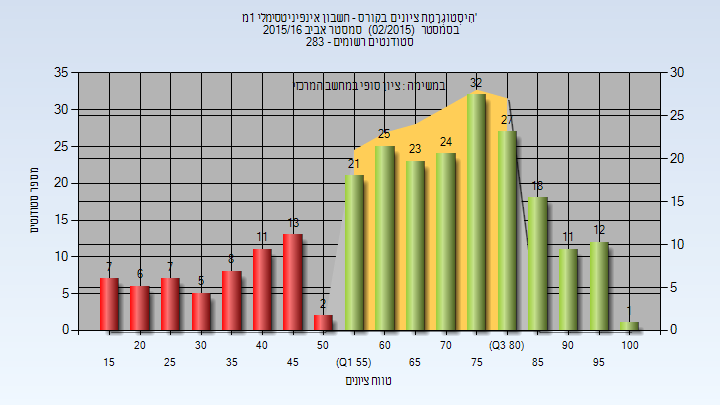 הִיסְטוגְרָמַת ציונים בקורס - חשבון אינפיניטסימלי 1מ'
בסמסטר (02/2015) סמסטר אביב 2015/16
סטודנטים רשומים - 283
במשימה : ציון סופי במחשב המרכזי
מספר סטודנטים
35 30 25 20 15 10 5 0
30 25 20 15 10 5 0
7 6 7 5 8 11 13 2 21 25 23 24 32 27 18 11 12 1
20 30 40 50 60 70 (Q3 80) 90 100
15 25 35 45 (Q1 55) 65 75 85 95
טווח ציונים